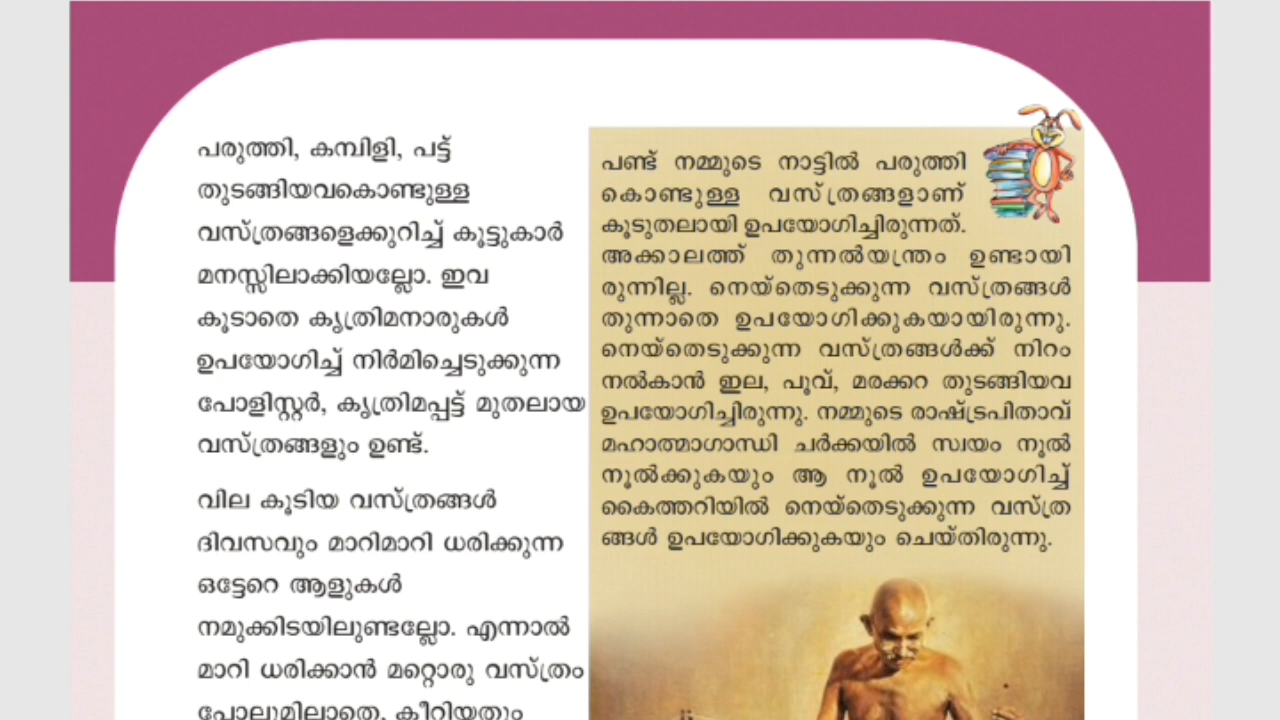 പരുത്തി, കമ്പിളി, പട്ട്
തുടങ്ങിയവകൊണ്ടുള്ള
വസ്ത്രങ്ങളെക്കുറിച്ച് കൂട്ടുകാർ
മനസ്സിലാക്കിയല്ലോ. ഇവ
കൂടാതെ കൃത്രിമനാരുകൾ
ഉപയോഗിച്ച് നിർമിച്ചെടുക്കുന്ന
പോളിസ്റ്റർ, കൃത്രിമപ്പട്ട് മുതലായ
വസ്ത്രങ്ങളും ഉണ്ട്.
വില കൂടിയ വസ്ത്രങ്ങൾ
ദിവസവും മാറിമാറി ധരിക്കുന്ന
ഒട്ടേറെ ആളുകൾ
നമുക്കിടയിലുണ്ടല്ലോ. എന്നാൽ
മാറി ധരിക്കാൻ മറ്റൊരു വസ്ത്രം
പോലുമില്ലാതെ, കീറിയതും
പണ്ട് നമ്മുടെ നാട്ടിൽ പരുത്തി
കൊണ്ടുള്ള വസ്ത്രങ്ങളാണ്
കൂടുതലായി ഉപയോഗിച്ചിരുന്നത്.
അക്കാലത്ത് തുന്നൽയന്ത്രം ഉണ്ടായി
രുന്നില്ല. നെയ്തെടുക്കുന്ന വസ്ത്രങ്ങൾ
തുന്നാതെ ഉപയോഗിക്കുകയായിരുന്നു.
നെയ്തെടുക്കുന്ന വസ്ത്രങ്ങൾക്ക് നിറം
നൽകാൻ ഇല, പൂവ്, മരക്കറ തുടങ്ങിയവ
ഉപയോഗിച്ചിരുന്നു. നമ്മുടെ രാഷ്ട്രപിതാവ്
മഹാത്മാഗാന്ധി ചർക്കയിൽ സ്വയം നൂൽ
നൂൽക്കുകയും ആ നൂൽ ഉപയോഗിച്ച്
കൈത്തറിയിൽ നെയ്തെടുക്കുന്ന വസ്ത്ര
ങ്ങൾ ഉപയോഗിക്കുകയും ചെയ്തിരുന്നു.